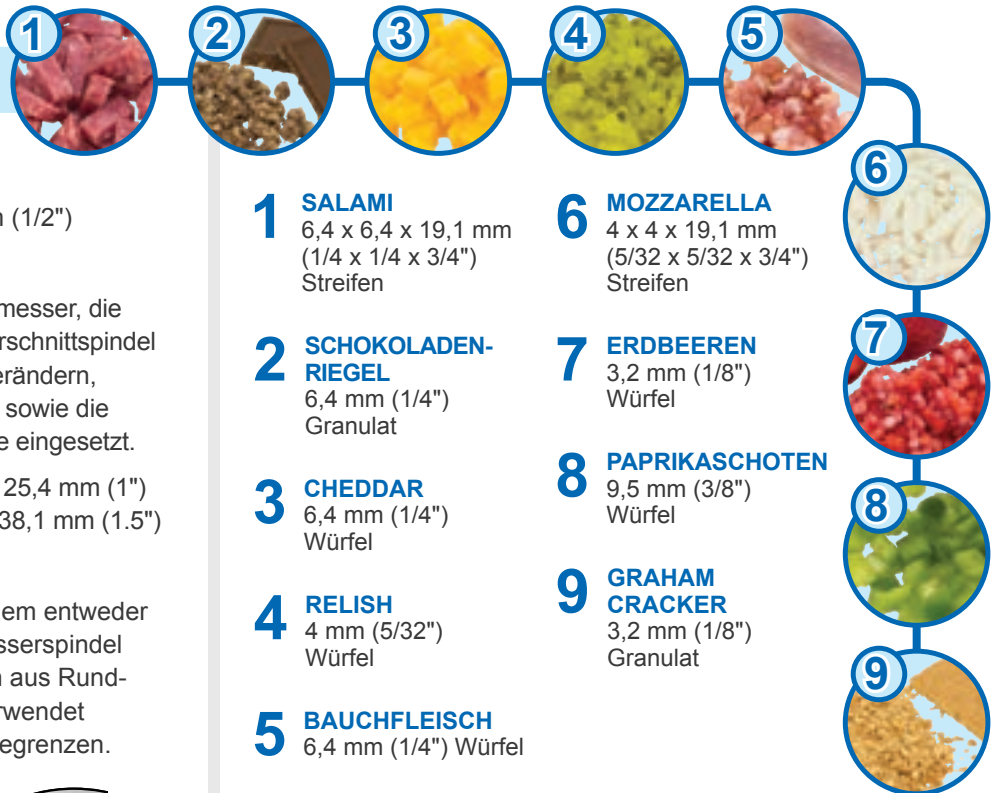 1
2
3
4
5
6
7
8
9
(1/2")
die
erändern,
sowie die
eingesetzt.
25,4 mm (1")
38,1 mm (1.5")
entweder
aus Rund-
1 SALAMI
6,4 x 6,4 x 19,1 mm
(1/4 x 1/4 x 3/4")
Streifen
2 SCHOKOLADEN-
RIEGEL
6,4 mm (1/4")
Granulat
3 CHEDDAR
6,4 mm (1/4")
Würfel
4 RELISH
4 mm (5/32")
Würfel
5 BAUCHFLEISCH
6,4 mm (1/4") Würfel
6 MOZZARELLA
4 x 4 x 19,1 mm
(5/32 x 5/32 x 3/4")
Streifen
7 ERDBEEREN
3,2 mm (1/8")
Würfel
8 PAPRIKASCHOTEN
9,5 mm (3/8")
Würfel
9 GRAHAM
CRACKER
3,2 mm (1/8")
Granulat